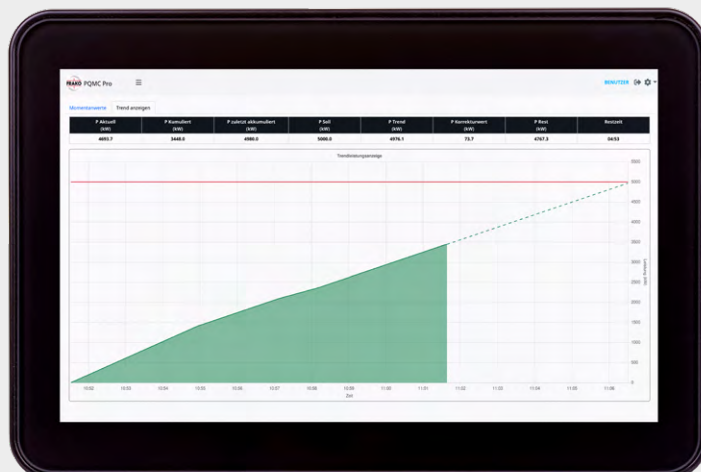 FRAKO PQMC Pro ☰ BENUTZER
Momentanwerte Trend anzeigen
P Aktuell (kW) P Kumuliert (kW) P zuletzt akkumuliert (kW) P Soll (kW) P Trend (kW) P Korrekturwert (kW) P Rest (kW) Restzeit
4693.7 3448.0 4980.0 5000.0 4976.1 73.7 4767.3 04:53
Trendleistungsanzeige
5500
5000
4500
4000
3500
3000
2500
2000
1500
1000
500
0
Leistung (kW)
10:52 10:53 10:54 10:55 10:56 10:57 10:58 10:59 11:00 11:01 11:02 11:03 11:04 11:05 11:06
Zeit